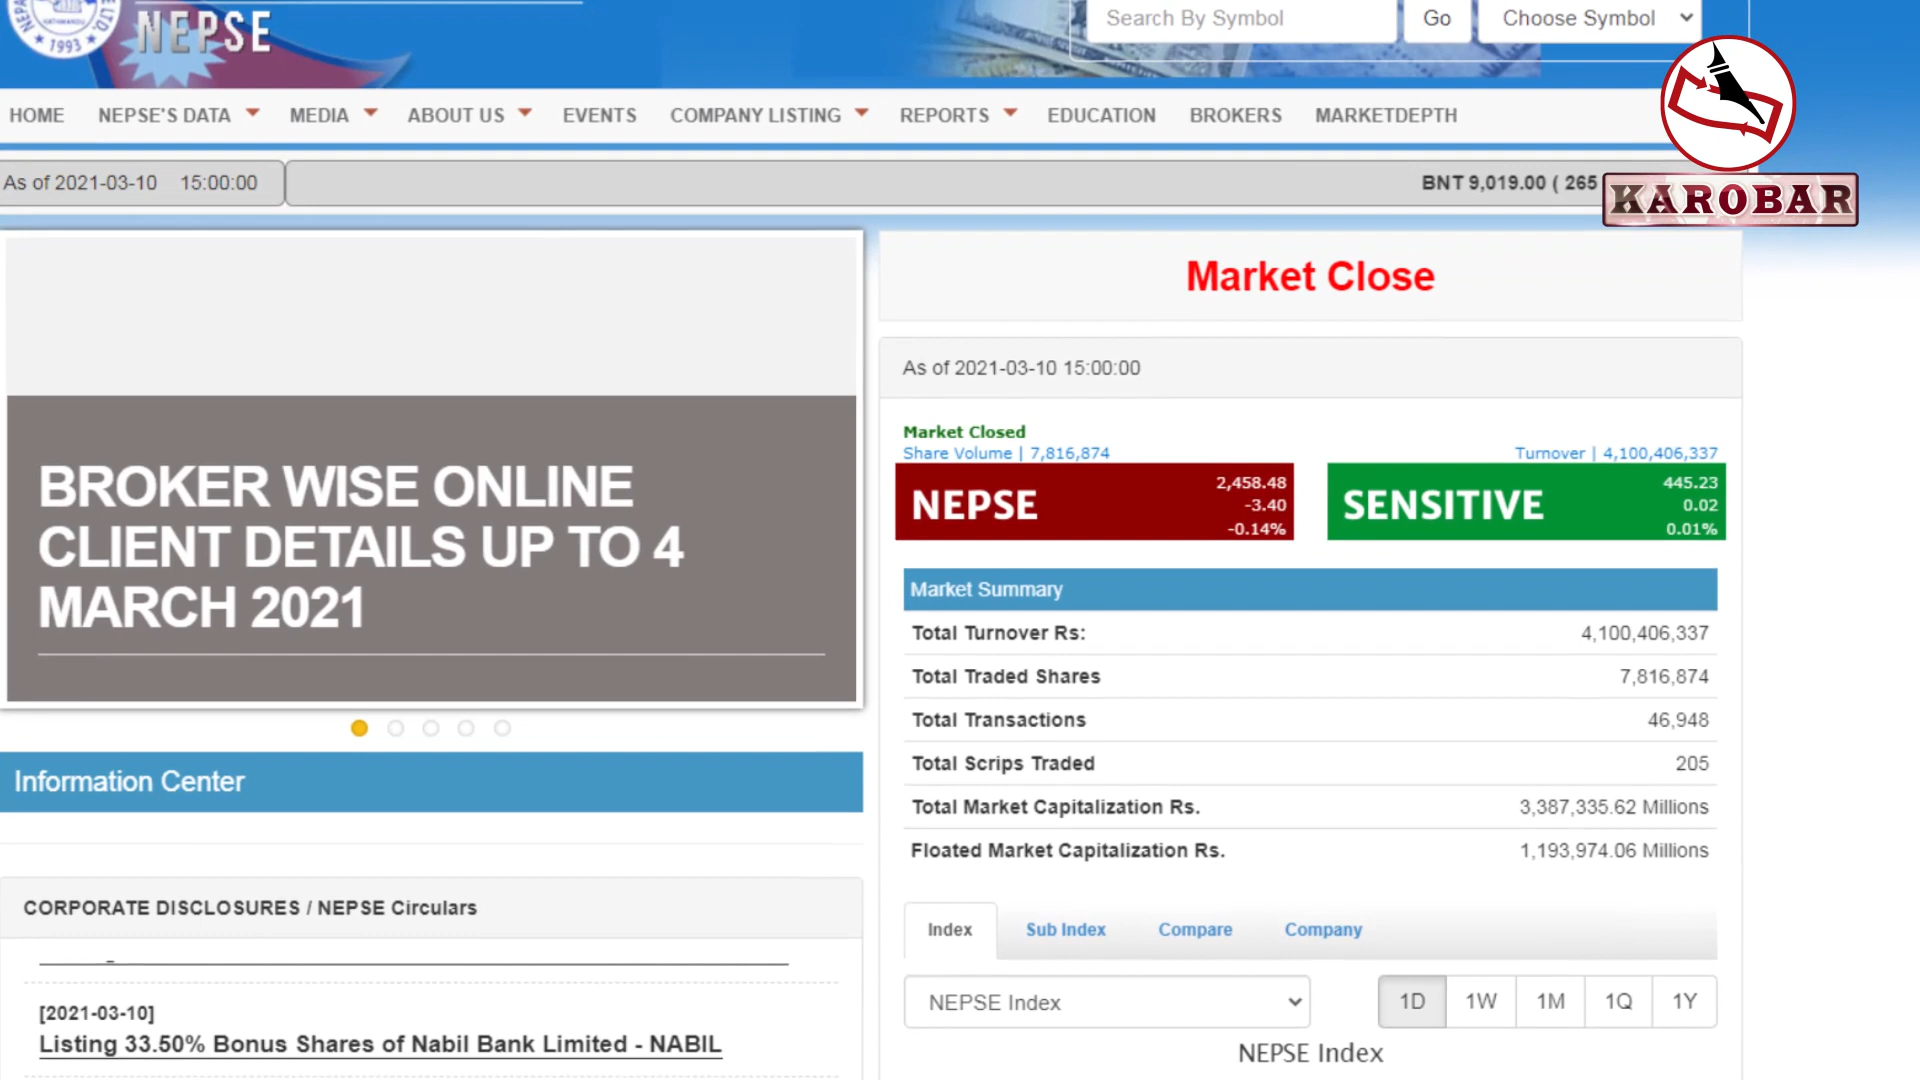 1993
NEPSE
Search By Symbol
Go
Choose Symbol
HOME
NEPSE'S DATA
MEDIA
ABOUT US
EVENTS
COMPANY LISTING
REPORTS
EDUCATION
BROKERS
MARKETDEPTH
As of 2021-03-10 15:00:00
BNT 9,019.00 ( 265
KAROBAR
BROKER WISE ONLINE
CLIENT DETAILS UP TO 4
MARCH 2021
Information Center
CORPORATE DISCLOSURES / NEPSE Circulars
[2021-03-10]
Listing 33.50% Bonus Shares of Nabil Bank Limited - NABIL
Market Close
As of 2021-03-10 15:00:00
Market Closed
Share Volume | 7,816,874
Turnover | 4,100,406,337
NEPSE
2,458.48
-3.40
-0.14%
SENSITIVE
445.23
0.02
0.01%
Market Summary
Total Turnover Rs: 4,100,406,337
Total Traded Shares 7,816,874
Total Transactions 46,948
Total Scrips Traded 205
Total Market Capitalization Rs. 3,387,335.62 Millions
Floated Market Capitalization Rs. 1,193,974.06 Millions
Index
Sub Index
Compare
Company
NEPSE Index
1D
1W
1M
1Q
1Y
NEPSE Index